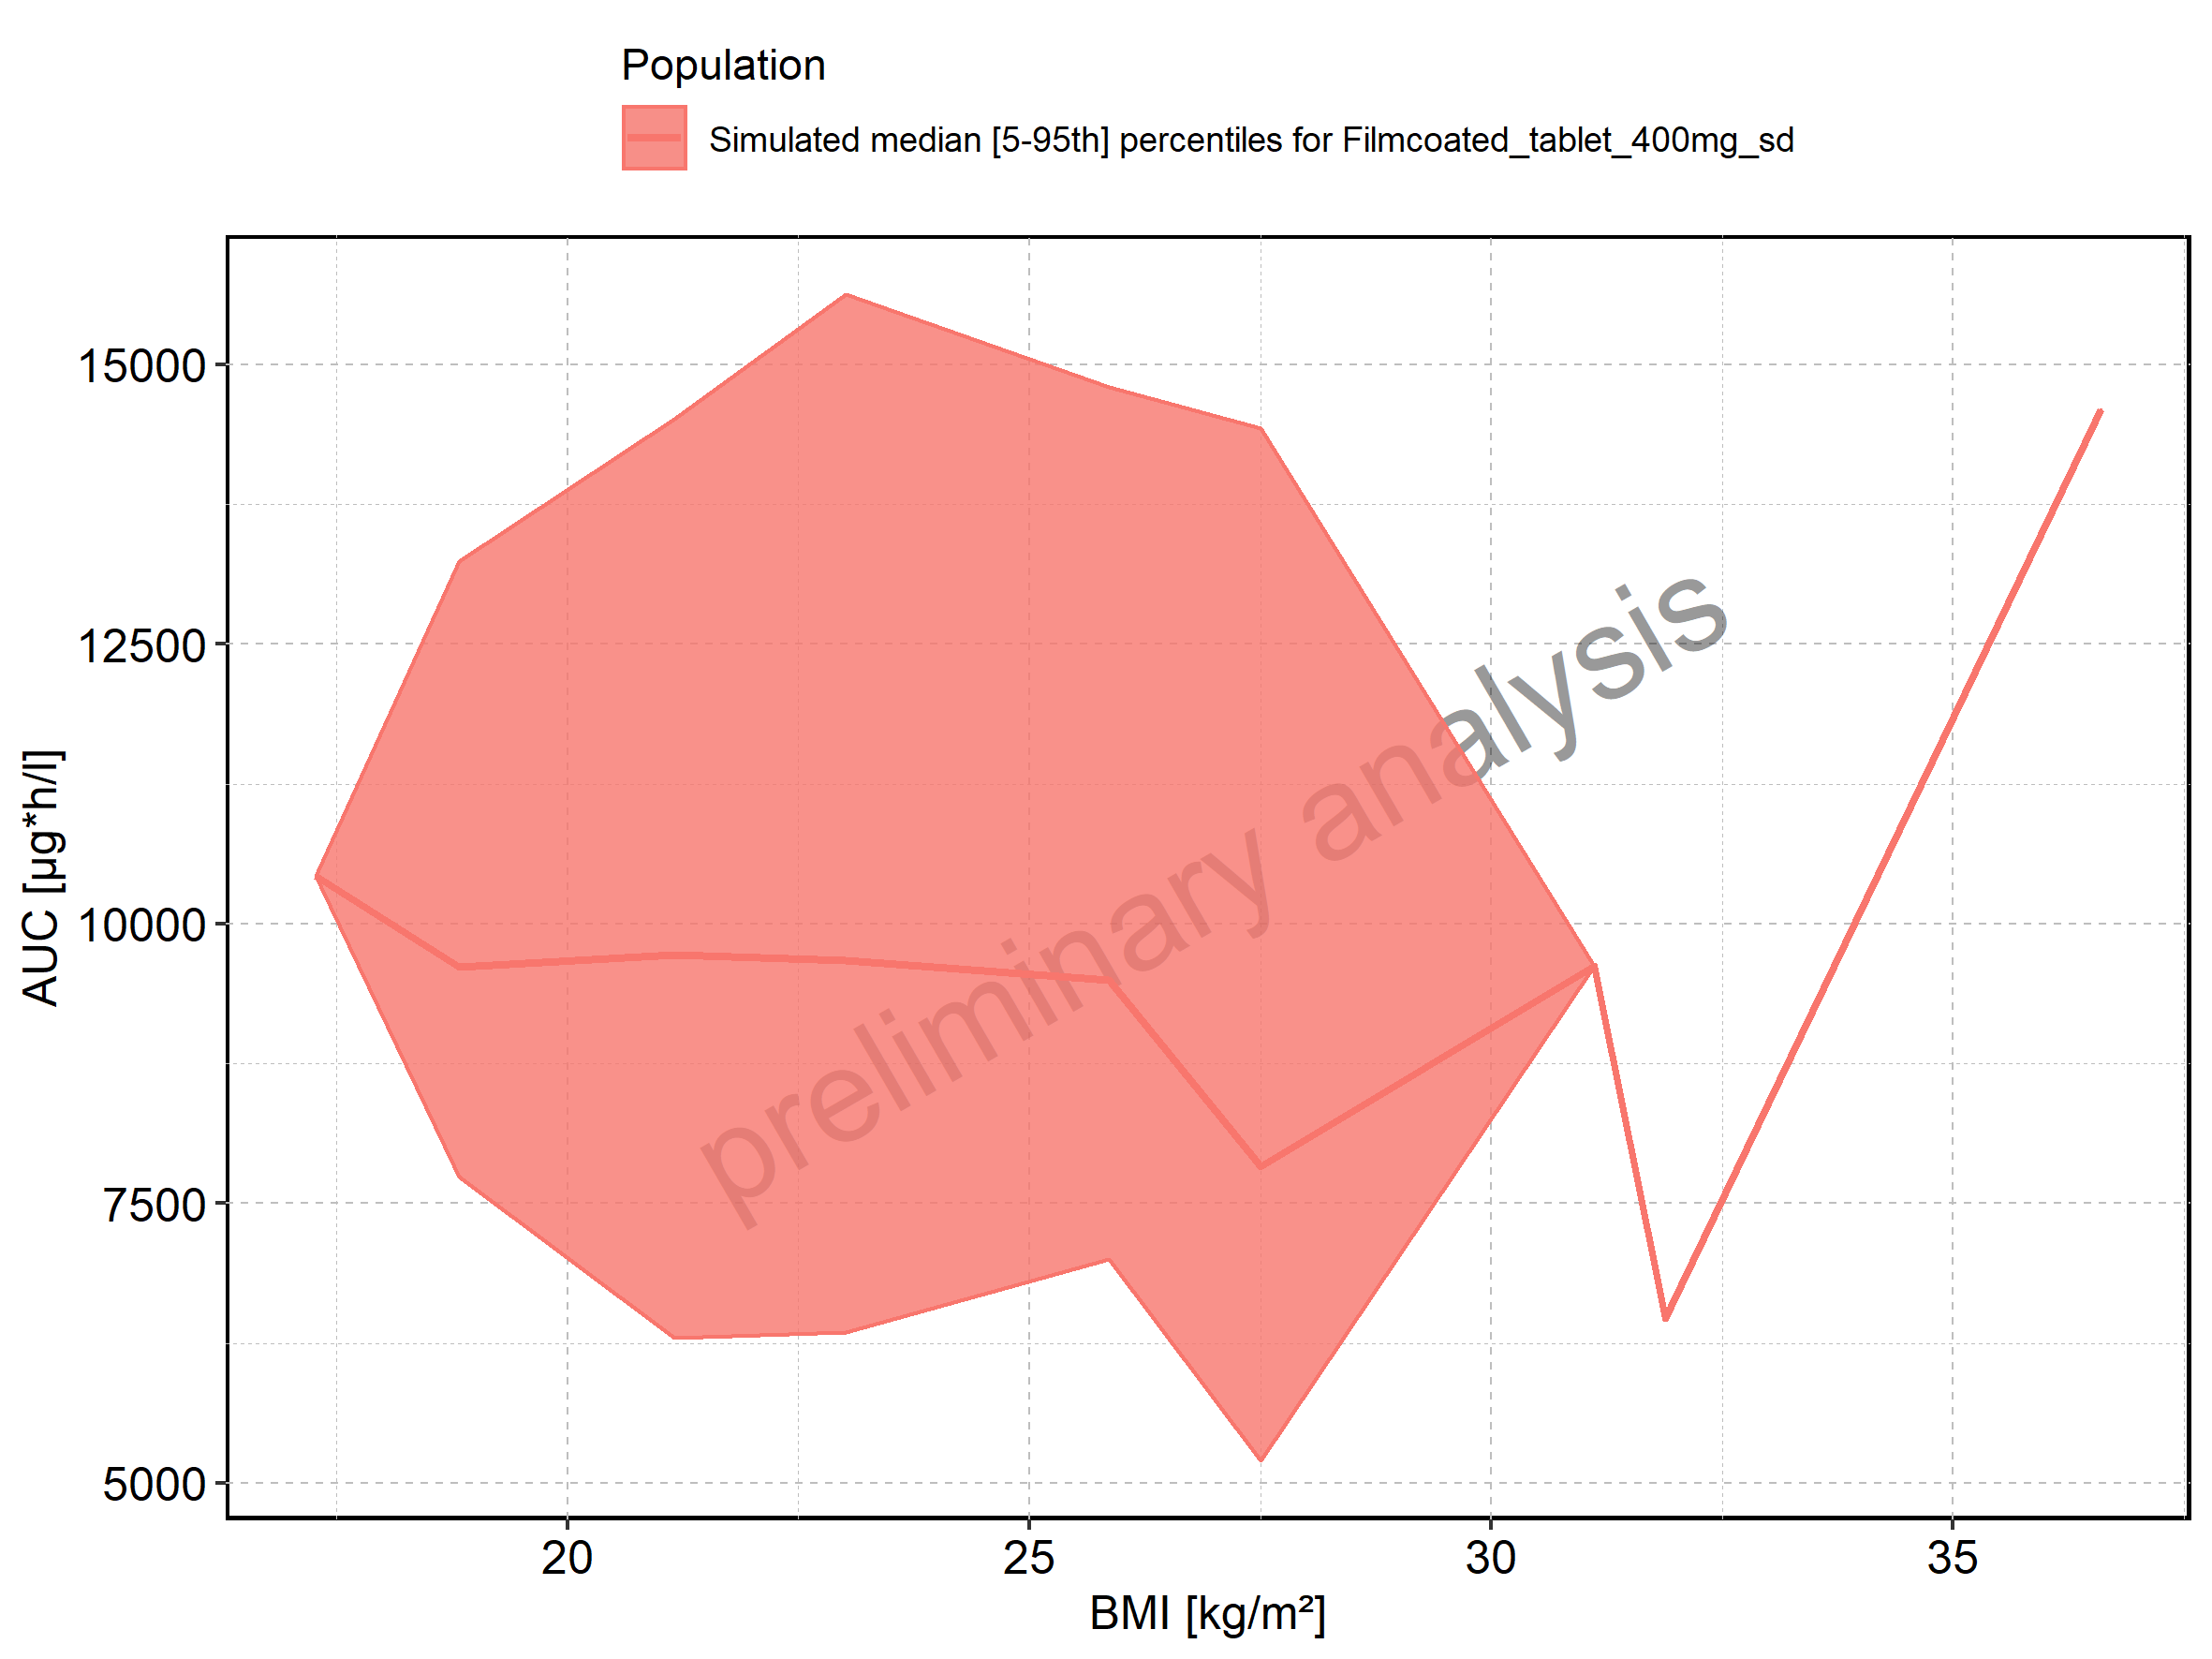 Population
Simulated median [5-95th] percentiles for Filmcoated_tablet_400mg_sd
15000
12500
10000
7500
5000
AUC [µg*h/l]
preliminary analysis
20 25 30 35
BMI [kg/m²]